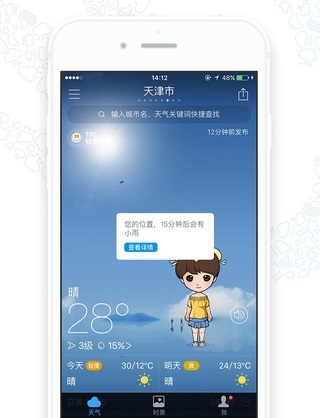 14:12
48%
天津市
输入城市名、天气关键词快捷查找
12分钟前发布
您的位置，15分钟后会有
小雨
查看详情
晴
28°
3级 15%
今天 轻度 30/12°C
晴
明天 良 24/13°C
晴
天气 时景 我